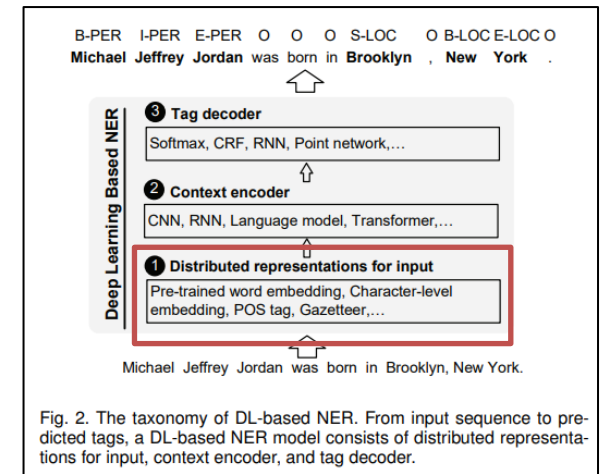 B-PER I-PER E-PER O O O S-LOC O B-LOC E-LOC O
Michael Jeffrey Jordan was born in Brooklyn , New York .
Deep Learning Based NER
3 Tag decoder
Softmax, CRF, RNN, Point network,...
2 Context encoder
CNN, RNN, Language model, Transformer,...
1 Distributed representations for input
Pre-trained word embedding, Character-level
embedding, POS tag, Gazetteer,...
Michael Jeffrey Jordan was born in Brooklyn, New York.
Fig. 2. The taxonomy of DL-based NER. From input sequence to pre-
dicted tags, a DL-based NER model consists of distributed representa-
tions for input, context encoder, and tag decoder.